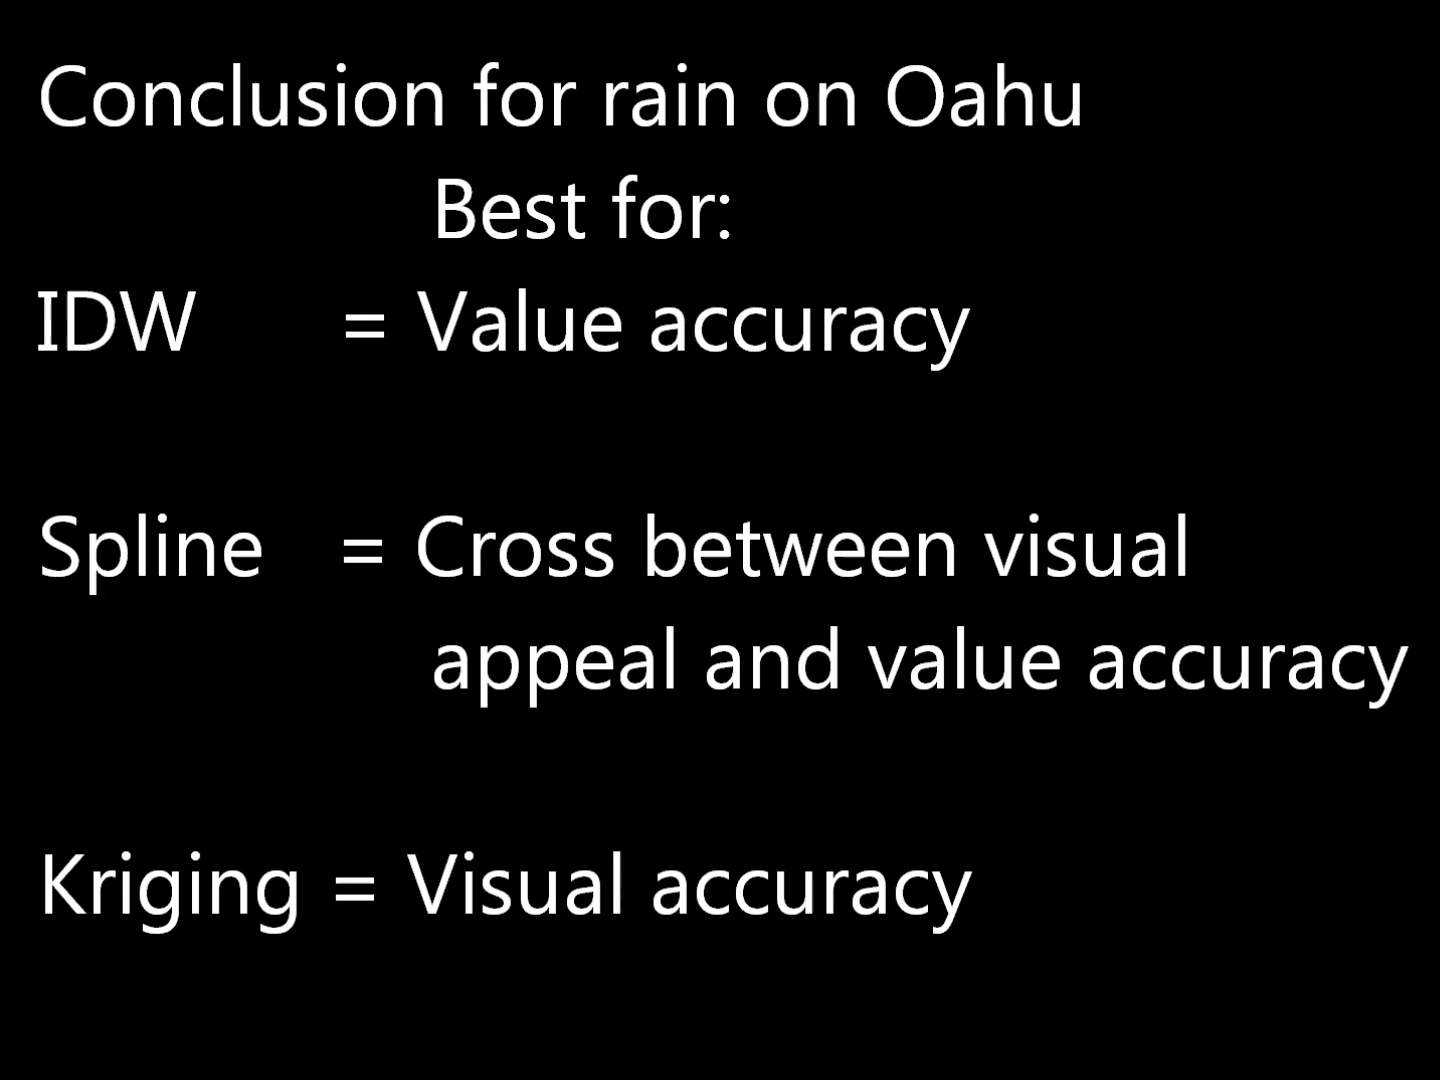 Conclusion for rain on Oahu
Best for:
IDW = Value accuracy
Spline = Cross between visual
appeal and value accuracy
Kriging = Visual accuracy